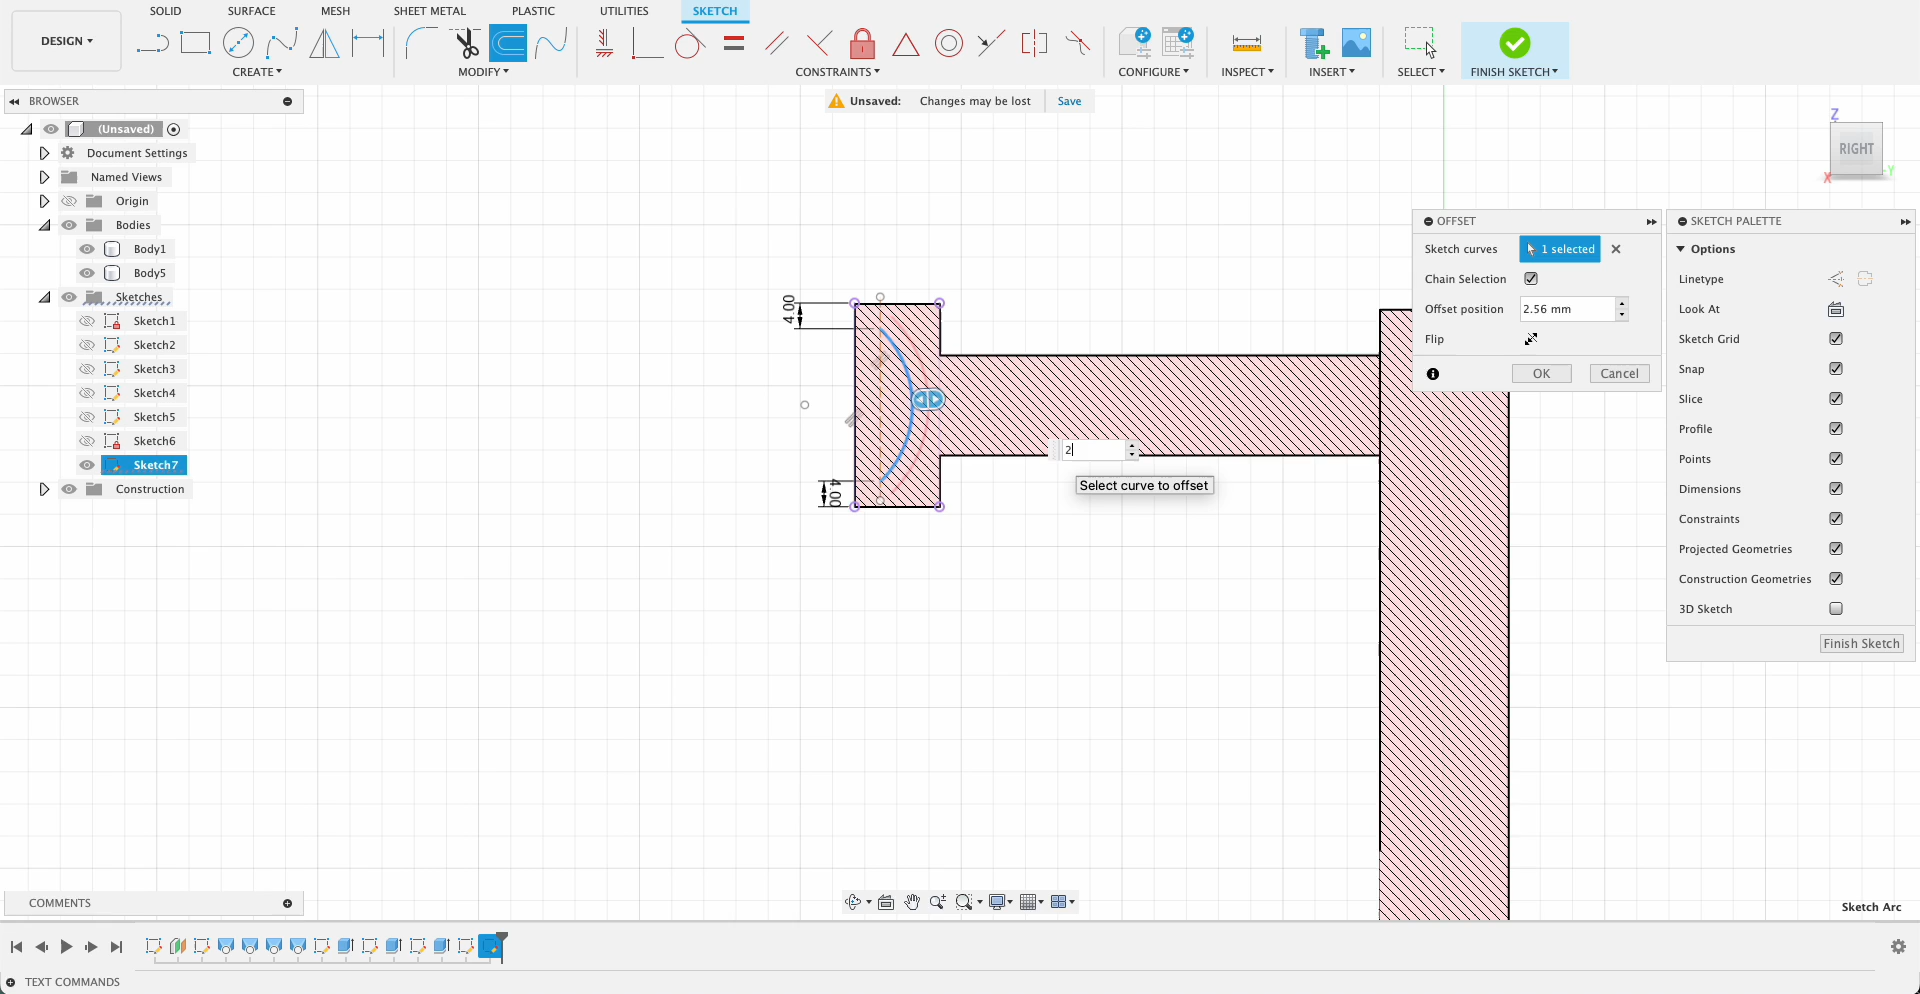 SOLID SURFACE MESH SHEET METAL PLASTIC UTILITIES SKETCH
DESIGN
CREATE MODIFY CONSTRAINTS CONFIGURE INSPECT INSERT SELECT FINISH SKETCH
BROWSER
Unsaved: Changes may be lost Save
(Unsaved)
Document Settings
Named Views
Origin
Bodies
Body1
Body5
Sketches
Sketch1
Sketch2
Sketch3
Sketch4
Sketch5
Sketch6
Sketch7
Construction
Z
RIGHT
X
Y
4.00
4.00
2
Select curve to offset
OFFSET
Sketch curves 1 selected
Chain Selection
Offset position 2.56 mm
Flip
OK Cancel
SKETCH PALETTE
Options
Linetype
Look At
Sketch Grid
Snap
Slice
Profile
Points
Dimensions
Constraints
Projected Geometries
Construction Geometries
3D Sketch
Finish Sketch
COMMENTS
Sketch Arc
TEXT COMMANDS